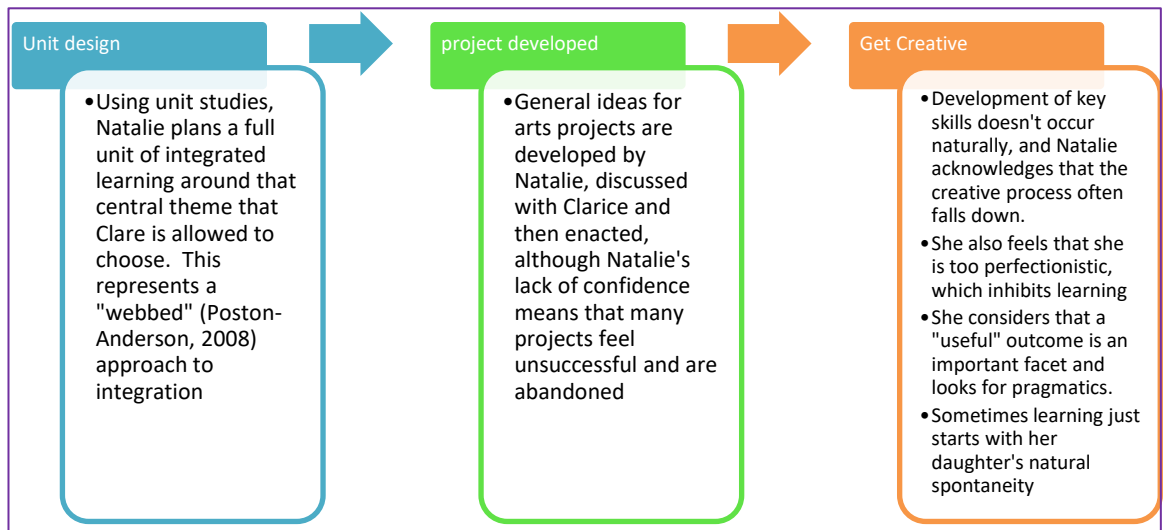 Unit design
•Using unit studies,
Natalie plans a full
unit of integrated
learning around that
central theme that
Clare is allowed to
choose.  This
represents a
"webbed" (Poston-
Anderson, 2008)
approach to
integration
project developed
•General ideas for
arts projects are
developed by
Natalie, discussed
with Clarice and
then enacted,
although Natalie's
lack of confidence
means that many
projects feel
unsuccessful and are
abandoned
Get Creative
•Development of key
skills doesn't occur
naturally, and Natalie
acknowledges that the
creative process often
falls down.
•She also feels that she
is too perfectionistic,
which inhibits learning
•She considers that a
"useful" outcome is an
important facet and
looks for pragmatics.
•Sometimes learning just
starts with her
daughter's natural
spontaneity